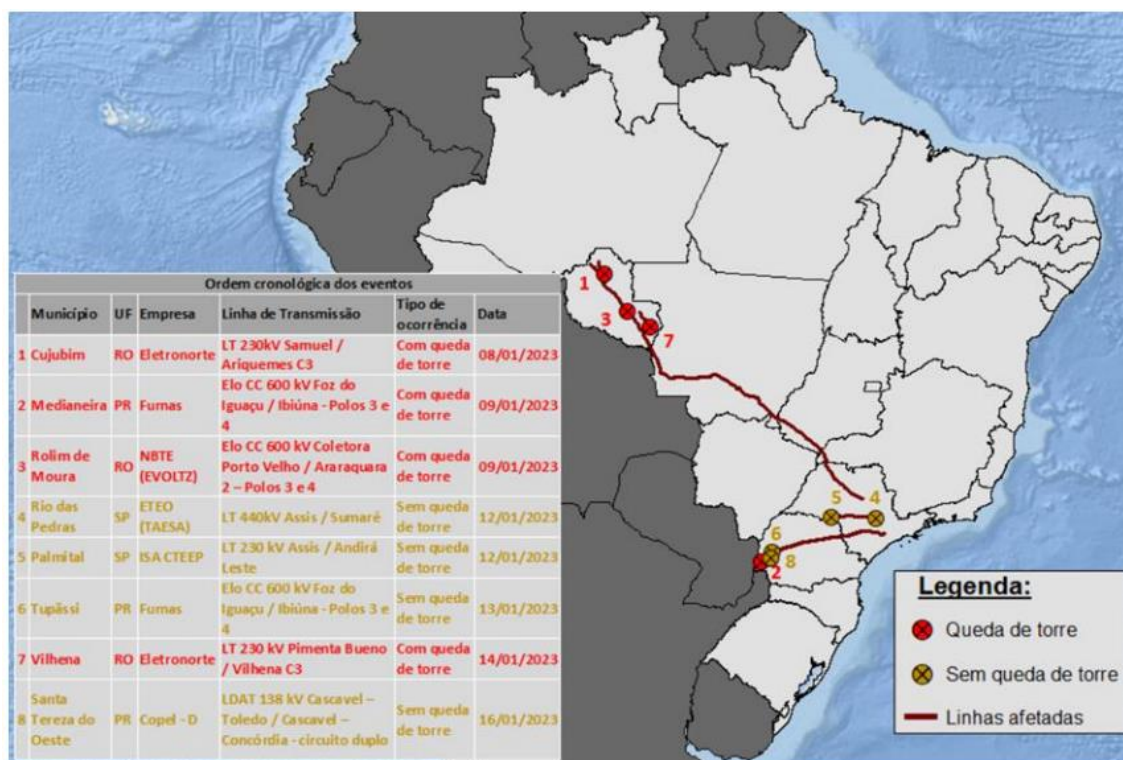 Ordem cronológica dos eventos
Município UF Empresa Linha de Transmissão Tipo de ocorrência Data
1 Cujubim RO Eletronorte LT 230kV Samuel / Ariquemes C3 Com queda de torre 08/01/2023
2 Medianeira PR Furnas Elo CC 600 kV Foz do Iguaçu / Ibiúna - Polos 3 e 4 Com queda de torre 09/01/2023
3 Rolim de Moura RO NBTE (EVOLTZ) Elo CC 600 kV Coletora Porto Velho / Araraquara 2 – Polos 3 e 4 Com queda de torre 09/01/2023
4 Rio das Pedras SP ETEO (TAESA) LT 440kV Assis / Sumaré Sem queda de torre 12/01/2023
5 Palmital SP ISA CTEEP LT 230 kV Assis / Andirá Leste Sem queda de torre 12/01/2023
6 Tupãssi PR Furnas Elo CC 600 kV Foz do Iguaçu / Ibiúna - Polos 3 e 4 Sem queda de torre 13/01/2023
7 Vilhena RO Eletronorte LT 230 kV Pimenta Bueno / Vilhena C3 Com queda de torre 14/01/2023
8 Santa Tereza do Oeste PR Copel - D LDAT 138 kV Cascavel – Toledo / Cascavel – Concórdia - circuito duplo Sem queda de torre 16/01/2023
1
3
7
5 4
6
8
2
Legenda:
Queda de torre
Sem queda de torre
Linhas afetadas